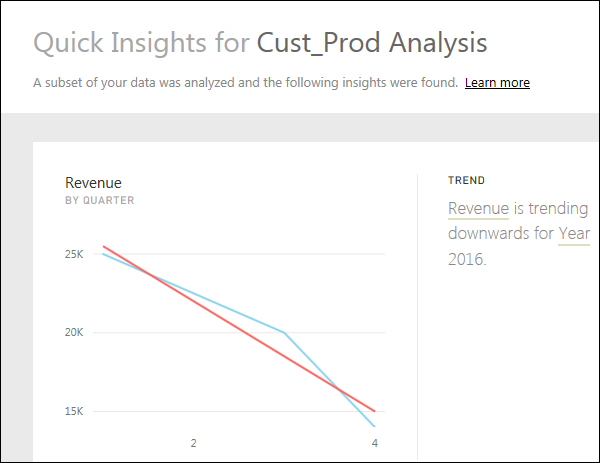 Quick Insights for Cust_Prod Analysis
A subset of your data was analyzed and the following insights were found. Learn more
Revenue
BY QUARTER
25K
20K
15K
2
4
TREND
Revenue is trending
downwards for Year
2016.